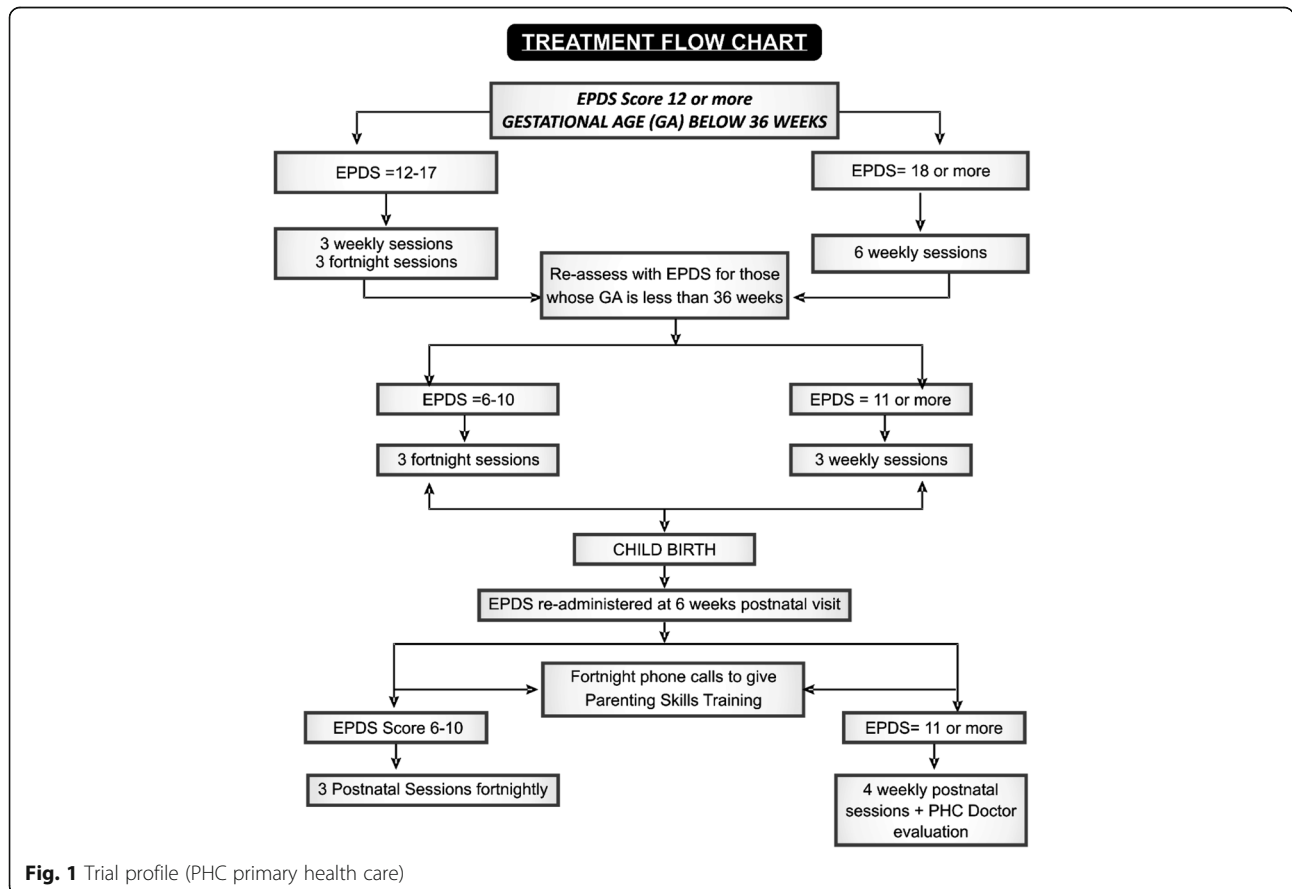 TREATMENT FLOW CHART
EPDS Score 12 or more
GESTATIONAL AGE (GA) BELOW 36 WEEKS
EPDS =12-17
EPDS= 18 or more
3 weekly sessions
3 fortnight sessions
6 weekly sessions
Re-assess with EPDS for those
whose GA is less than 36 weeks
EPDS =6-10
EPDS = 11 or more
3 fortnight sessions
3 weekly sessions
CHILD BIRTH
EPDS re-administered at 6 weeks postnatal visit
Fortnight phone calls to give
Parenting Skills Training
EPDS Score 6-10
EPDS= 11 or more
3 Postnatal Sessions fortnightly
4 weekly postnatal
sessions + PHC Doctor
evaluation
Fig. 1 Trial profile (PHC primary health care)